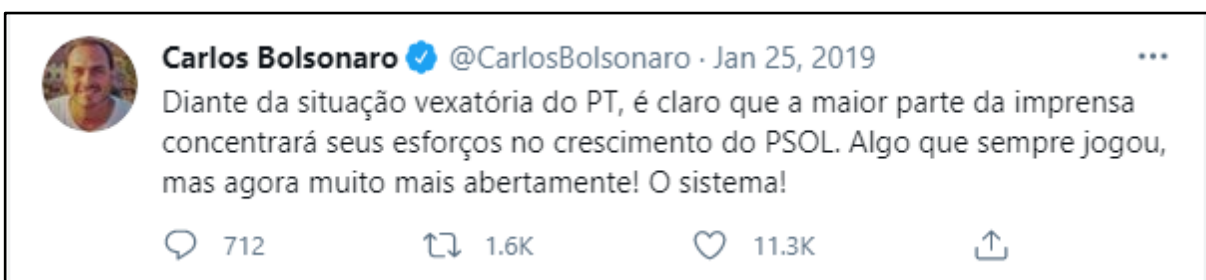 Carlos Bolsonaro @CarlosBolsonaro · Jan 25, 2019
Diante da situação vexatória do PT, é claro que a maior parte da imprensa
concentrará seus esforços no crescimento do PSOL. Algo que sempre jogou,
mas agora muito mais abertamente! O sistema!
712 1.6K 11.3K